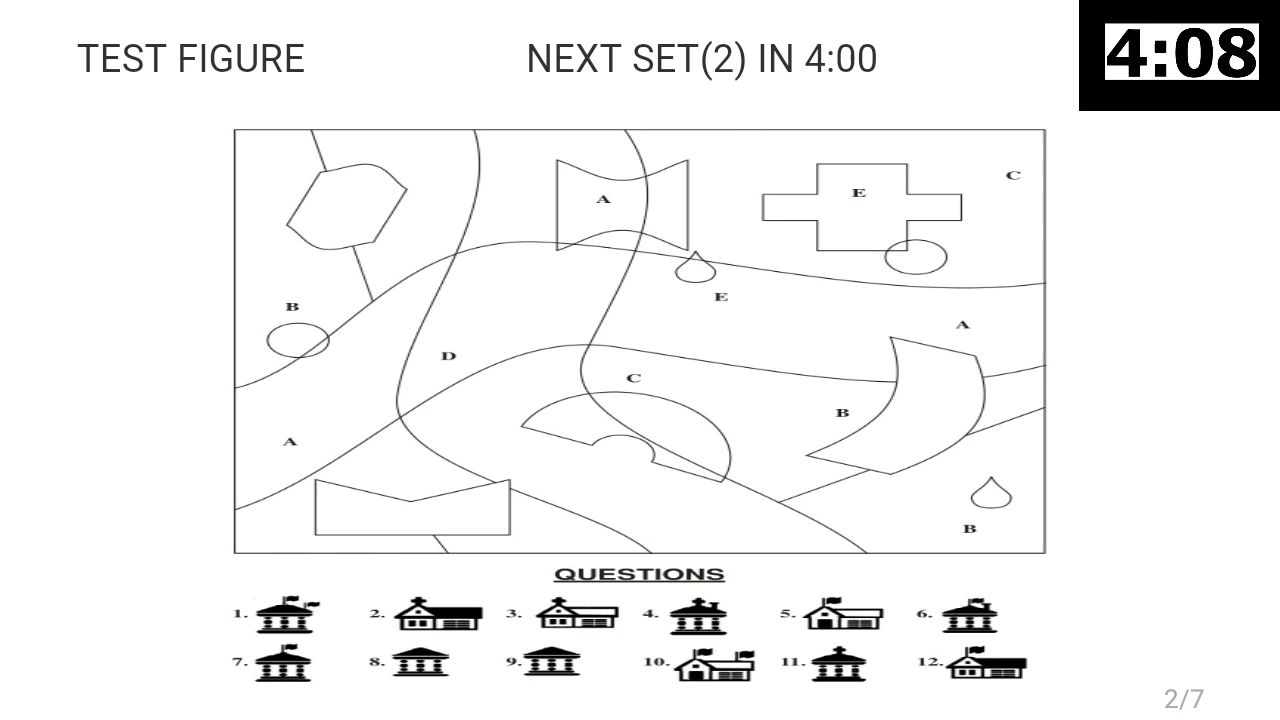 TEST FIGURE NEXT SET(2) IN 4:00 4:08
C
E
A
B
E
A
D
C
B
A
B
QUESTIONS
1. 2. 3. 4. 5. 6.
7. 8. 9. 10. 11. 12.
2/7